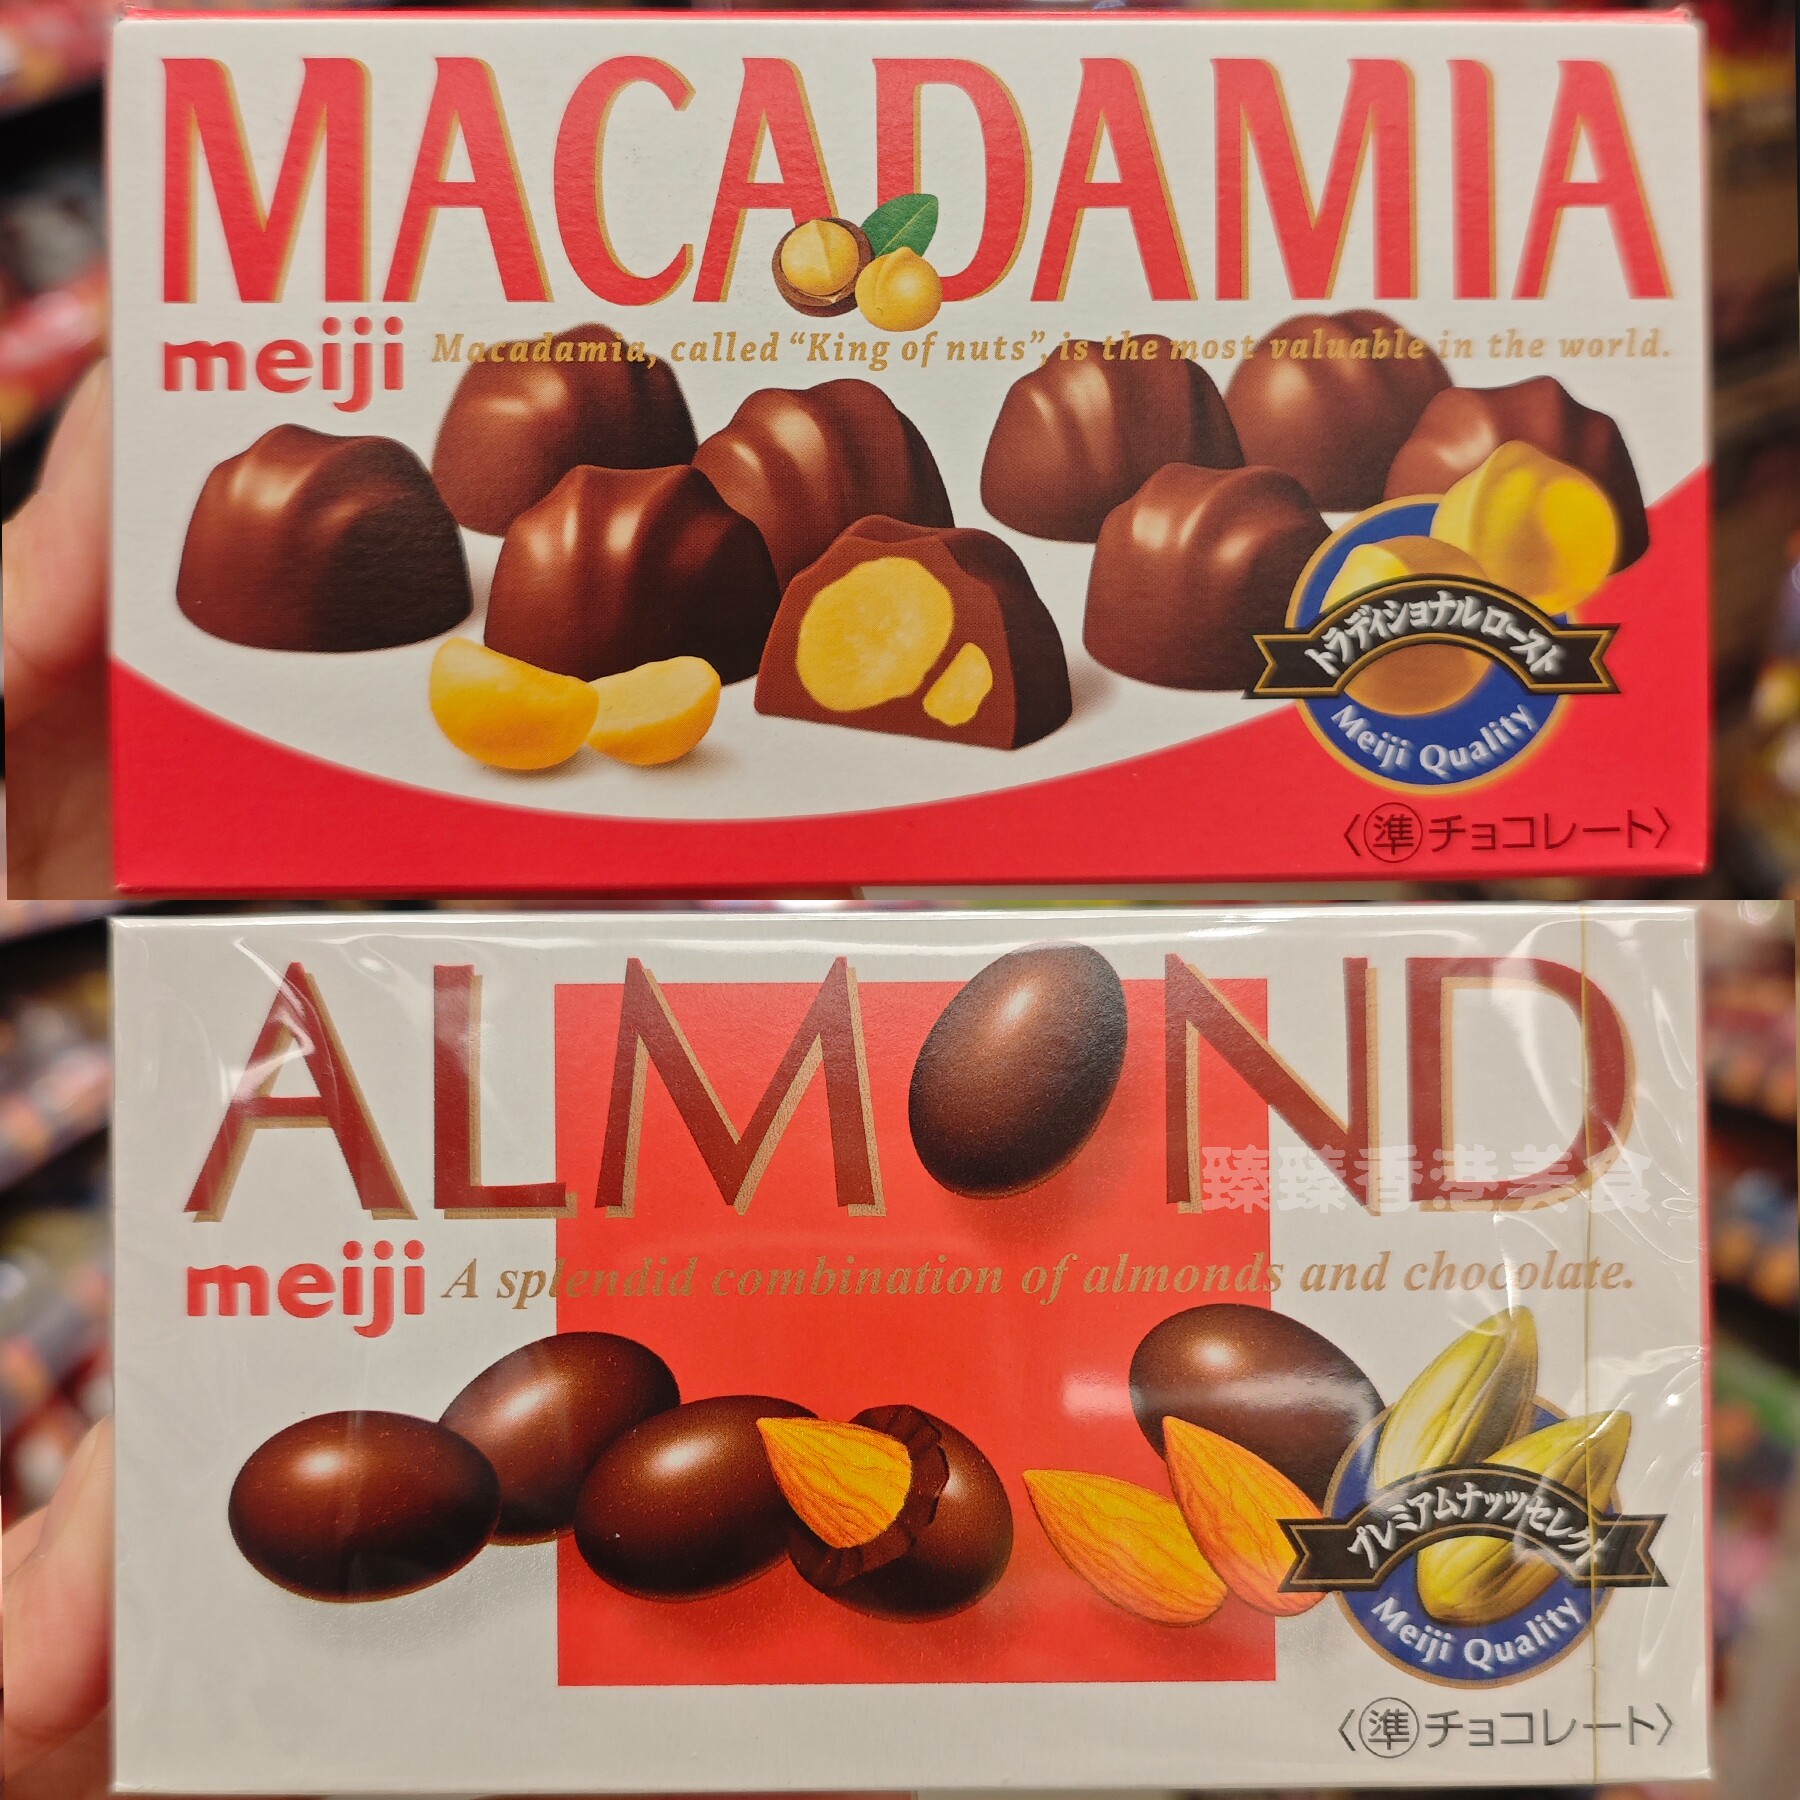 MACADAMIA
meiji
Macadamia, called “King of nuts”, is the most valuable in the world.
トラディショナルロースト
Meiji Quality
〈準チョコレート〉
ALMOND
臻臻香港美食
meiji
A splendid combination of almonds and chocolate.
プレミアムナッツセレクト
Meiji Quality
〈準チョコレート〉